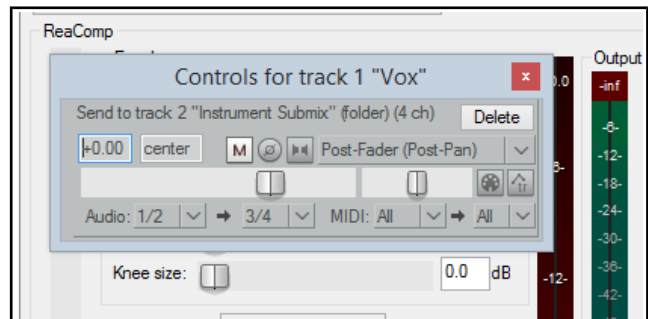 ReaComp
Output
Controls for track 1 "Vox"
x
.0
-inf
Send to track 2 "Instrument Submix" (folder) (4 ch)
Delete
-6-
+0.00
center
M
Post-Fader (Post-Pan)
-12-
-18-
tr
Audio: 1/2
3/4
MIDI: All
All
-24-
-30-
Knee size:
0.0
dB
-12-
-36-
-42-